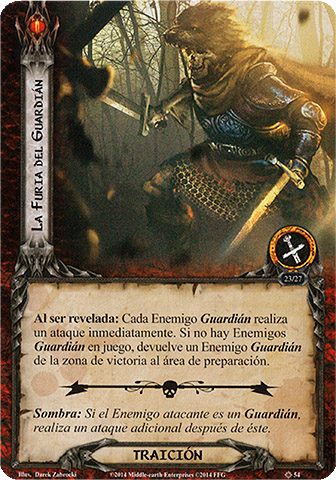 LA FURIA DEL GUARDIÁN
23/27
Al ser revelada: Cada Enemigo Guardián realiza
un ataque inmediatamente. Si no hay Enemigos
Guardián en juego, devuelve un Enemigo Guardián
de la zona de victoria al área de preparación.
Sombra: Si el Enemigo atacante es un Guardián,
realiza un ataque adicional después de éste.
TRAICIÓN
Illus. Darek Zabrocki
©2014 Middle-earth Enterprises ©2014 FFG
54